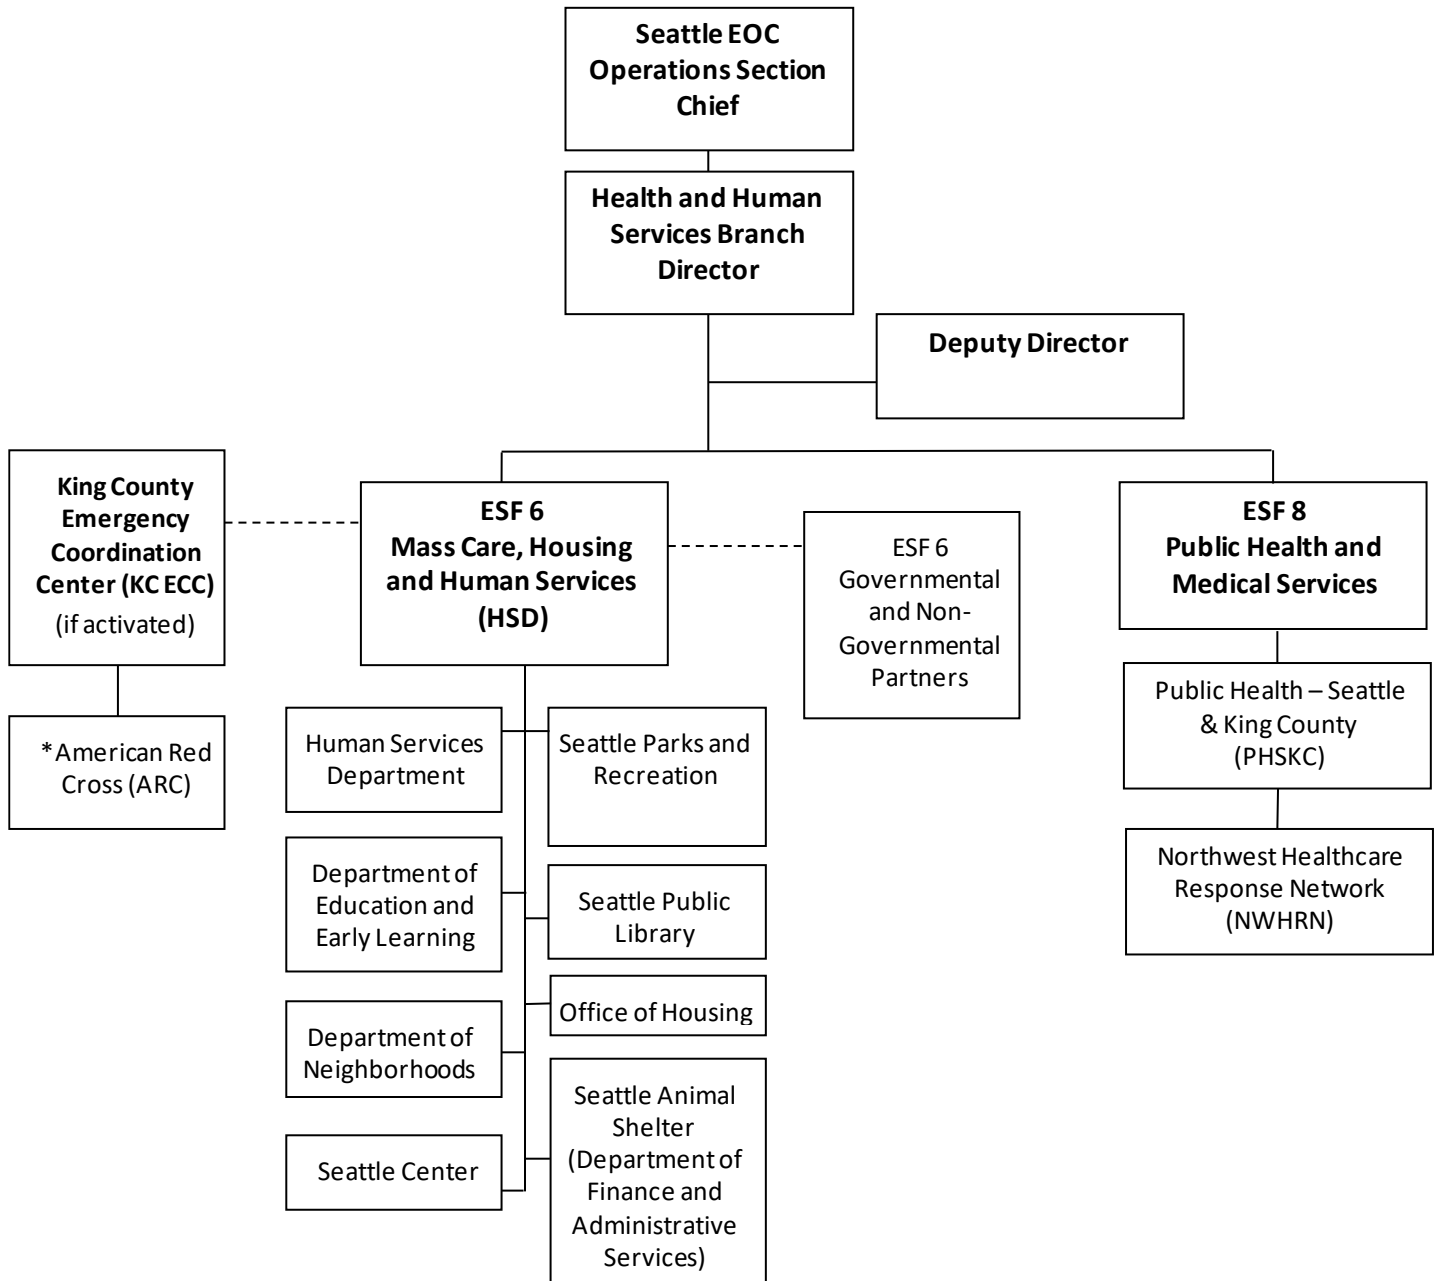 Seattle EOC
Operations Section
Chief
Health and Human
Services Branch
Director
Deputy Director
King County
Emergency
Coordination
Center (KC ECC)
(if activated)
ESF 6
Mass Care, Housing
and Human Services
(HSD)
ESF 6
Governmental
and Non-
Governmental
Partners
ESF 8
Public Health and
Medical Services
*American Red
Cross (ARC)
Human Services
Department
Seattle Parks and
Recreation
Public Health – Seattle
& King County
(PHSKC)
Department of
Education and
Early Learning
Seattle Public
Library
Northwest Healthcare
Response Network
(NWHRN)
Office of Housing
Department of
Neighborhoods
Seattle Animal
Shelter
(Department of
Finance and
Administrative
Services)
Seattle Center